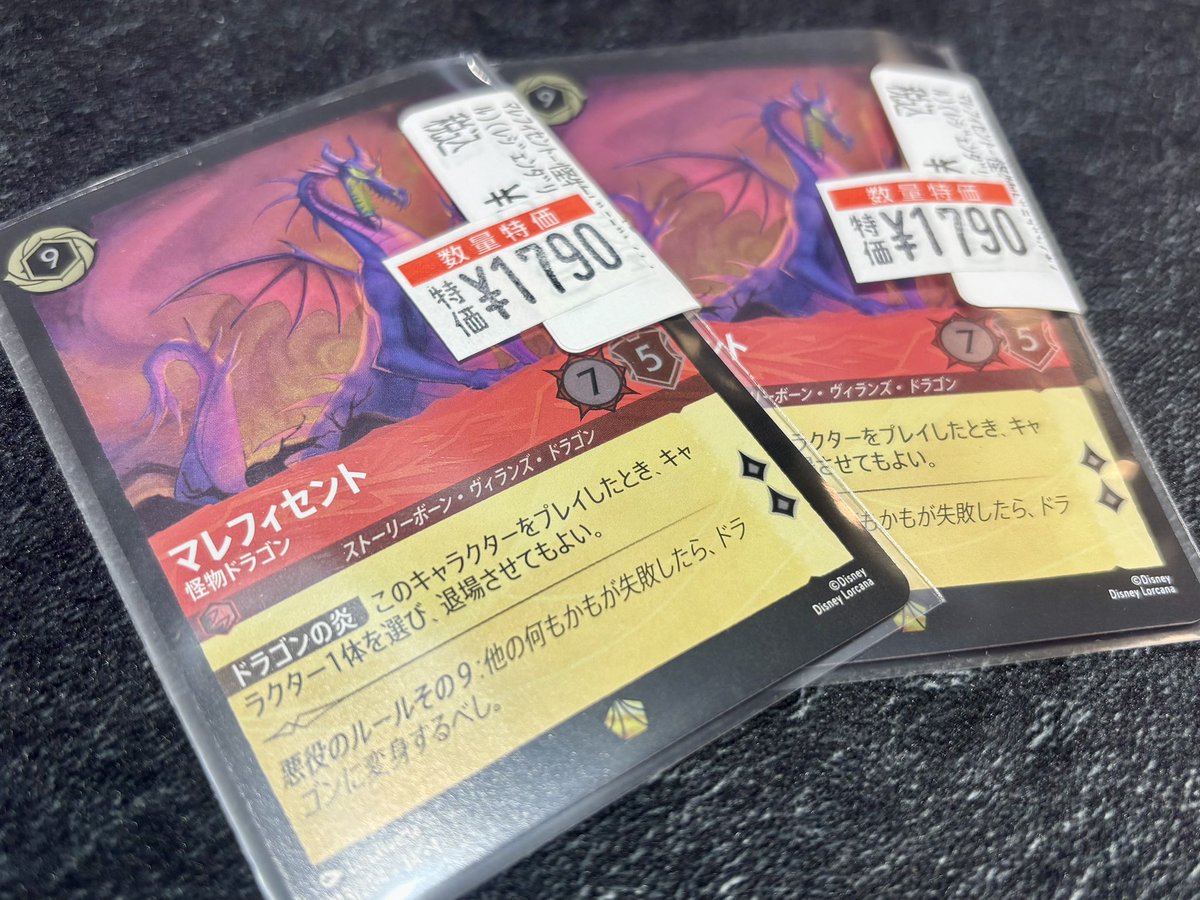 9
税込
マレフィセント
数量特価
特価 ¥1790
7
5
マレフィセント
怪物ドラゴン
ストーリーボーン・ヴィランズ・ドラゴン
ドラゴンの炎 このキャラクターをプレイしたとき、キャ
ラクター1体を選び、退場させてもよい。
悪役のルールその9:他の何もかもが失敗したら、ドラ
ゴンに変身するべし。
©Disney
Disney Lorcana
9
税込
数量特価
特価 ¥1790
7
5
ト
ーボーン・ヴィランズ・ドラゴン
ラクターをプレイしたとき、キャ
させてもよい。
もかもが失敗したら、ドラ
©Disney
Disney Lorcana